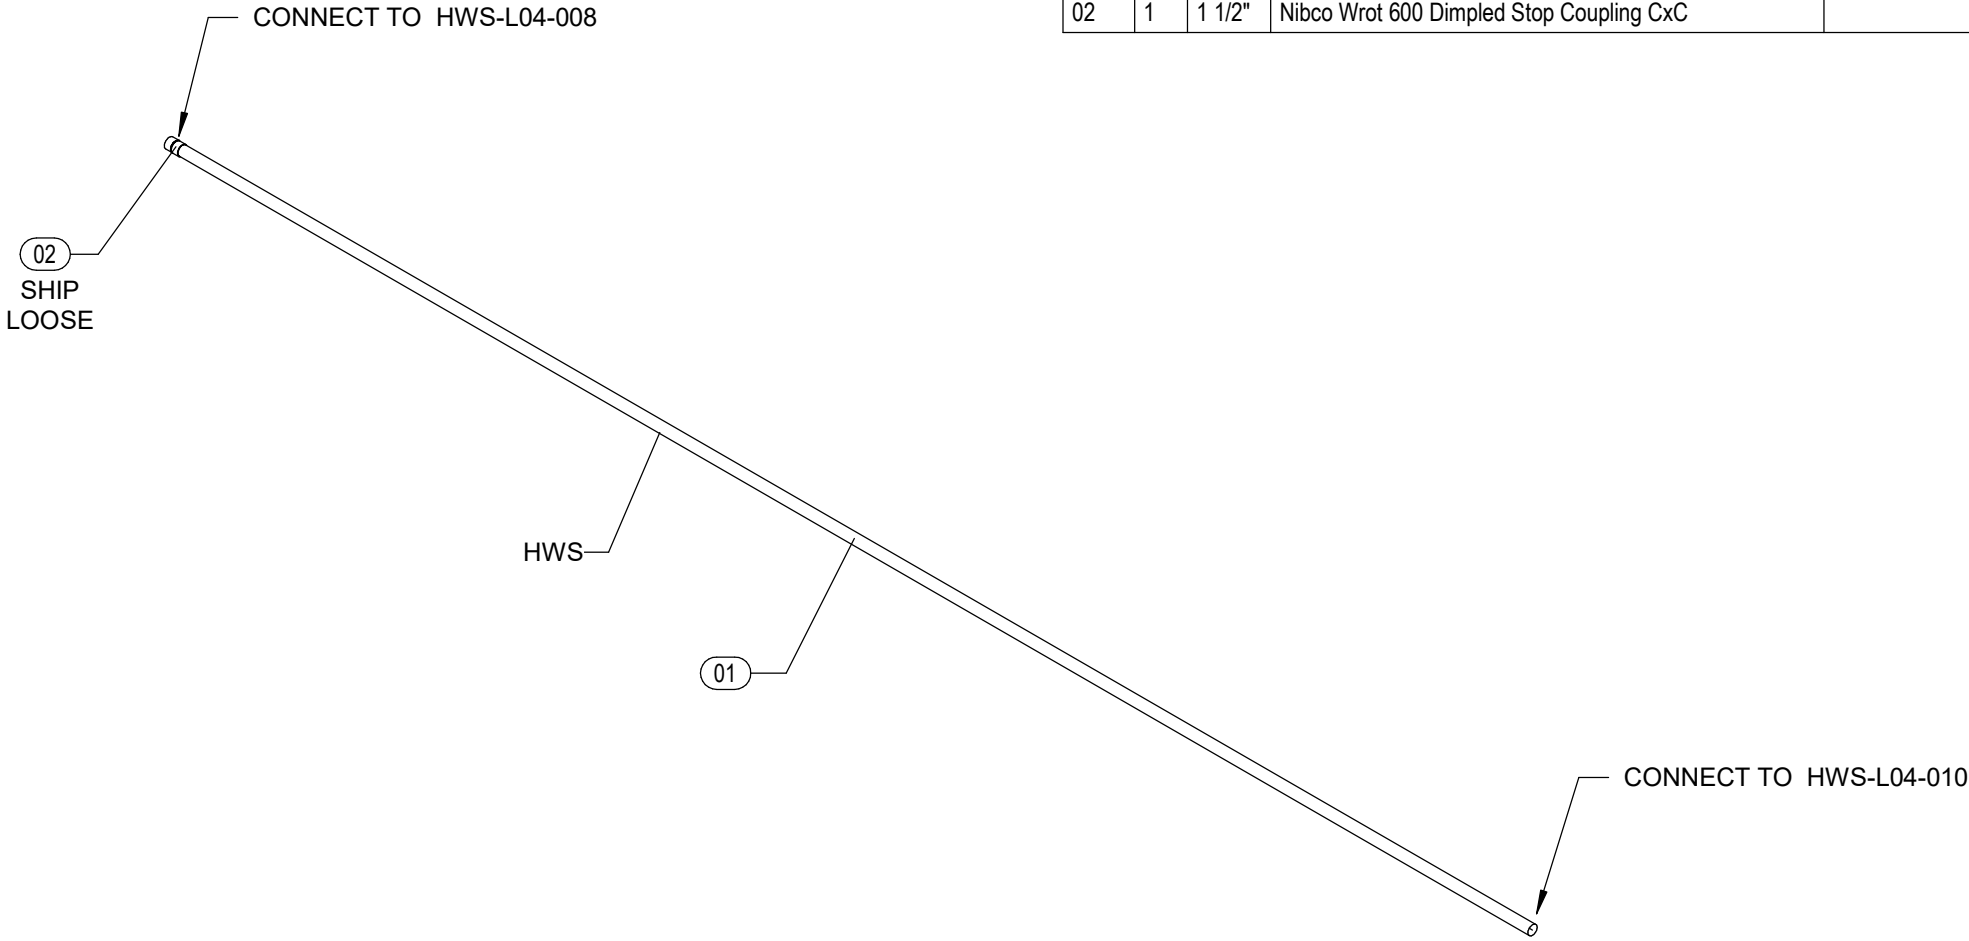 CONNECT TO HWS-L04-008
02 1 1 1/2" Nibco Wrot 600 Dimpled Stop Coupling CxC
02
SHIP
LOOSE
HWS
01
CONNECT TO HWS-L04-010